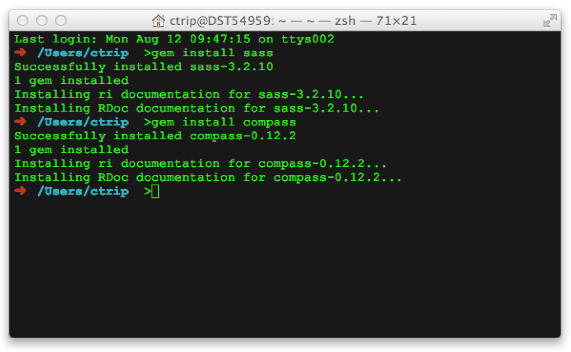 ctrip@DST54959: ~ — ~ — zsh — 71×21
Last login: Mon Aug 12 09:47:15 on ttys002
➜ /Users/ctrip >gem install sass
Successfully installed sass-3.2.10
1 gem installed
Installing ri documentation for sass-3.2.10...
Installing RDoc documentation for sass-3.2.10...
➜ /Users/ctrip >gem install compass
Successfully installed compass-0.12.2
1 gem installed
Installing ri documentation for compass-0.12.2...
Installing RDoc documentation for compass-0.12.2...
➜ /Users/ctrip >